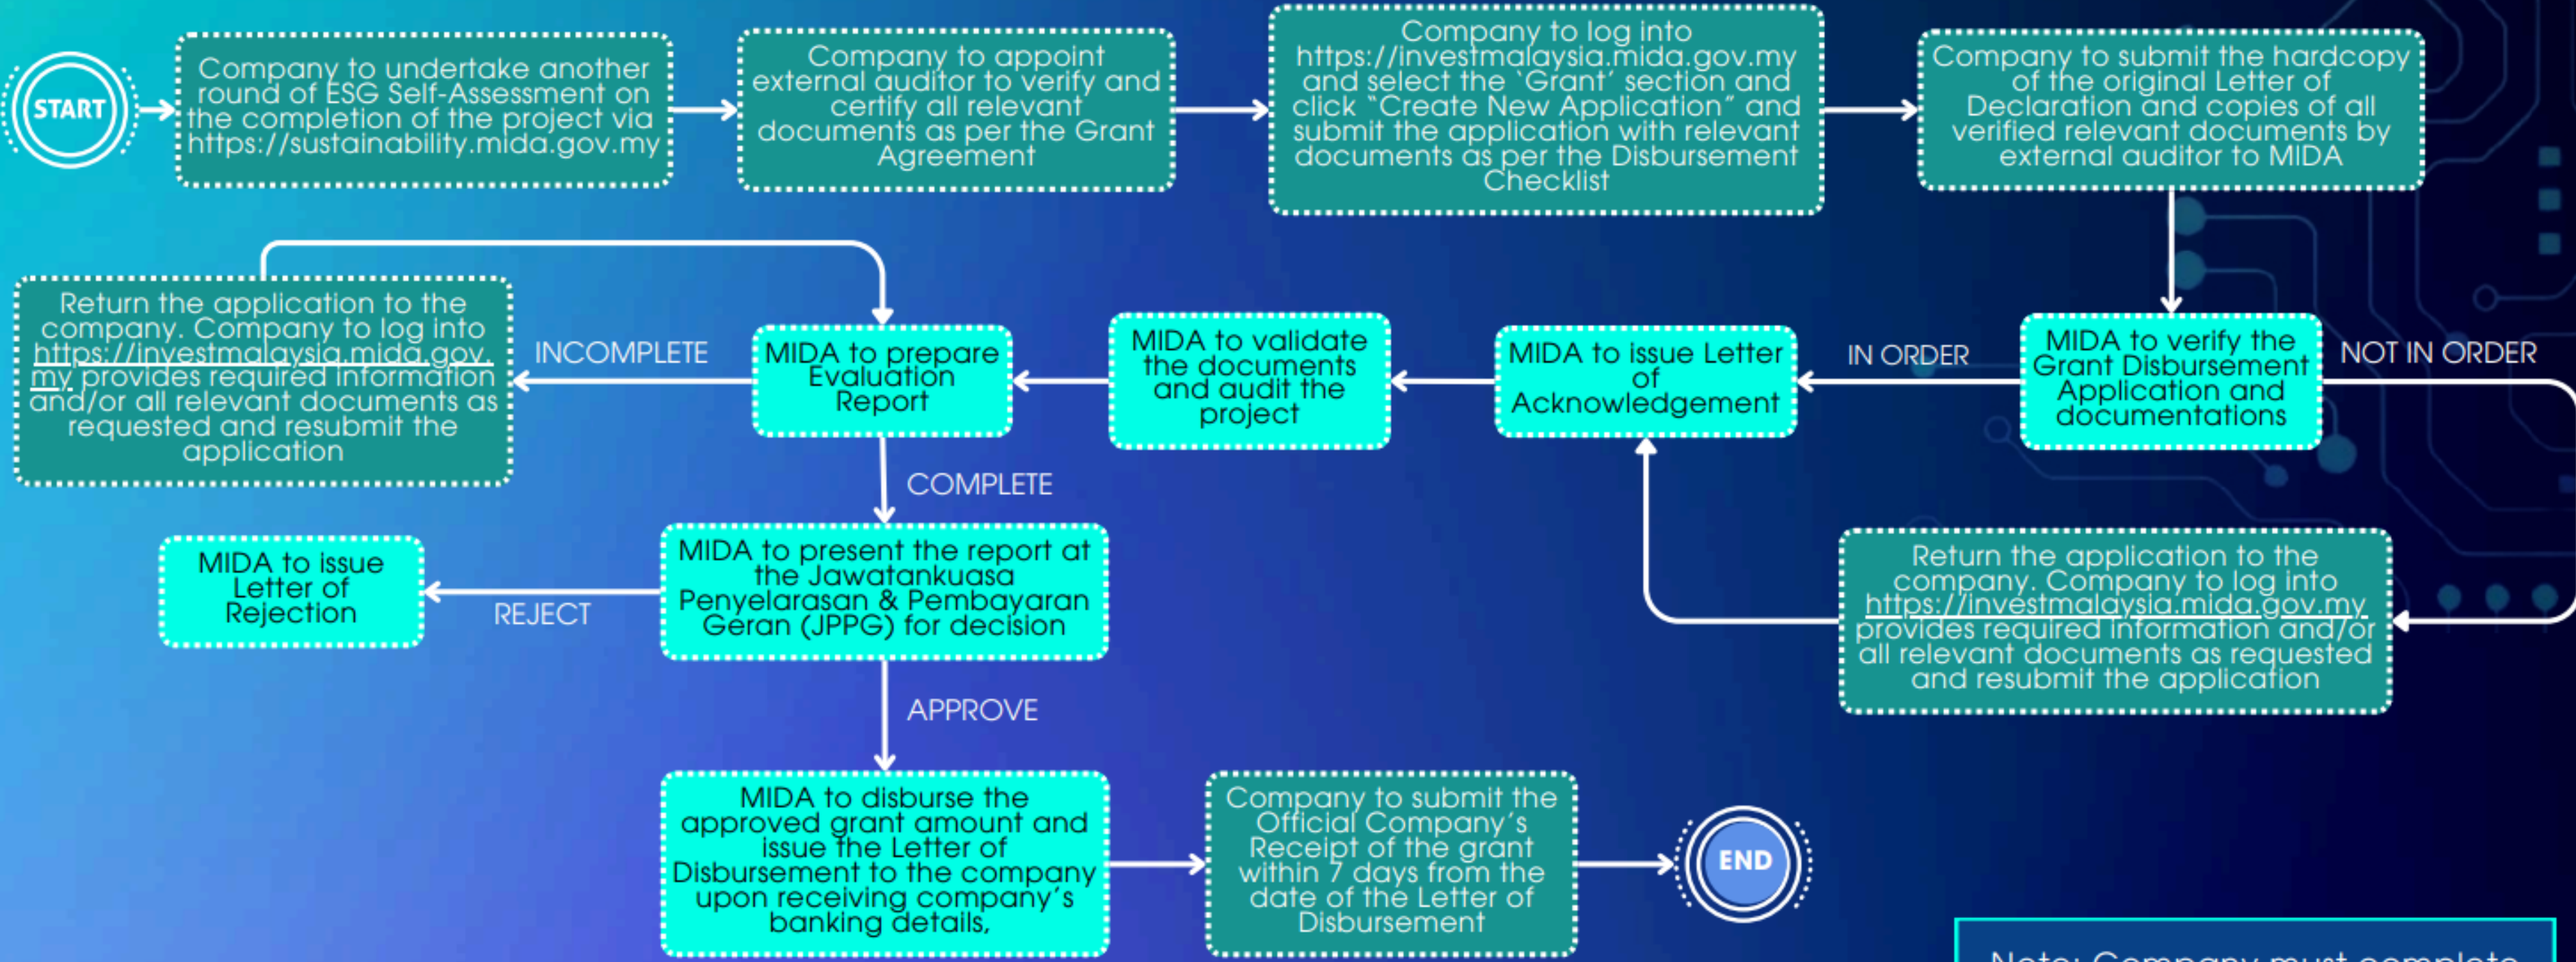 START
Company to undertake another
round of ESG Self-Assessment on
the completion of the project via
https://sustainability.mida.gov.my
Company to appoint
external auditor to verify and
certify all relevant
documents as per the Grant
Agreement
Company to log into
https://investmalaysia.mida.gov.my
and select the ‘Grant’ section and
click “Create New Application” and
submit the application with relevant
documents as per the Disbursement
Checklist
Company to submit the hardcopy
of the original Letter of
Declaration and copies of all
verified relevant documents by
external auditor to MIDA
MIDA to verify the
Grant Disbursement
Application and
documentations
NOT IN ORDER
Return the application to the
company. Company to log into
https://investmalaysia.mida.gov.my
provides required information and/or
all relevant documents as requested
and resubmit the application
IN ORDER
MIDA to issue Letter
of
Acknowledgement
MIDA to validate
the documents
and audit the
project
MIDA to prepare
Evaluation
Report
INCOMPLETE
Return the application to the
company. Company to log into
https://investmalaysia.mida.gov.
my provides required information
and/or all relevant documents as
requested and resubmit the
application
COMPLETE
MIDA to present the report at
the Jawatankuasa
Penyelarasan & Pembayaran
Geran (JPPG) for decision
REJECT
MIDA to issue
Letter of
Rejection
APPROVE
MIDA to disburse the
approved grant amount and
issue the Letter of
Disbursement to the company
upon receiving company’s
banking details,
Company to submit the
Official Company’s
Receipt of the grant
within 7 days from the
date of the Letter of
Disbursement
END
Note: Company must complete